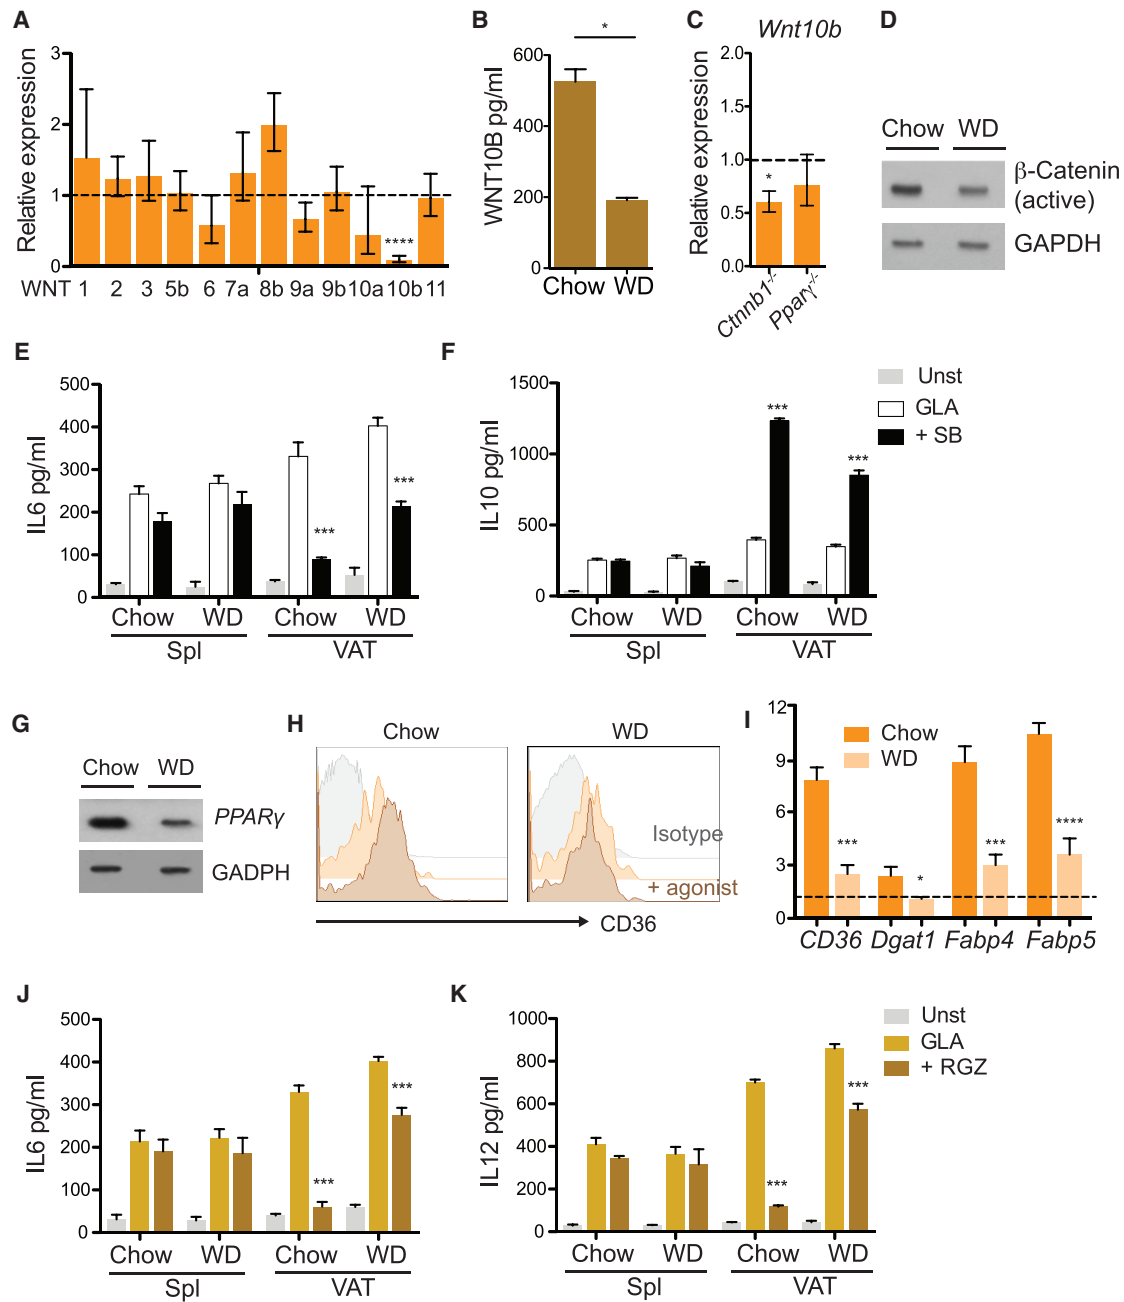 A
Relative expression
3
2
1
0
****
WNT 1 2 3 5b 6 7a 8b 9a 9b 10a 10b 11
B
WNT10B pg/ml
600
400
200
0
*
Chow WD
C
Wnt10b
Relative expression
2.0
1.5
1.0
0.5
0.0
*
Ctnnb1-/-
Pparγ-/-
D
Chow WD
β-Catenin
(active)
GAPDH
E
IL6 pg/ml
500
400
300
200
100
0
***
***
Chow WD Chow WD
Spl VAT
F
IL10 pg/ml
1500
1000
500
0
***
***
Chow WD Chow WD
Spl VAT
Unst
GLA
+ SB
G
Chow WD
PPARγ
GADPH
H
Chow WD
Isotype
+ agonist
CD36
I
12
9
6
3
0
Chow
WD
***
*
***
****
CD36 Dgat1 Fabp4 Fabp5
J
IL6 pg/ml
500
400
300
200
100
0
***
***
Chow WD Chow WD
Spl VAT
K
IL12 pg/ml
1000
800
600
400
200
0
***
***
Chow WD Chow WD
Spl VAT
Unst
GLA
+ RGZ